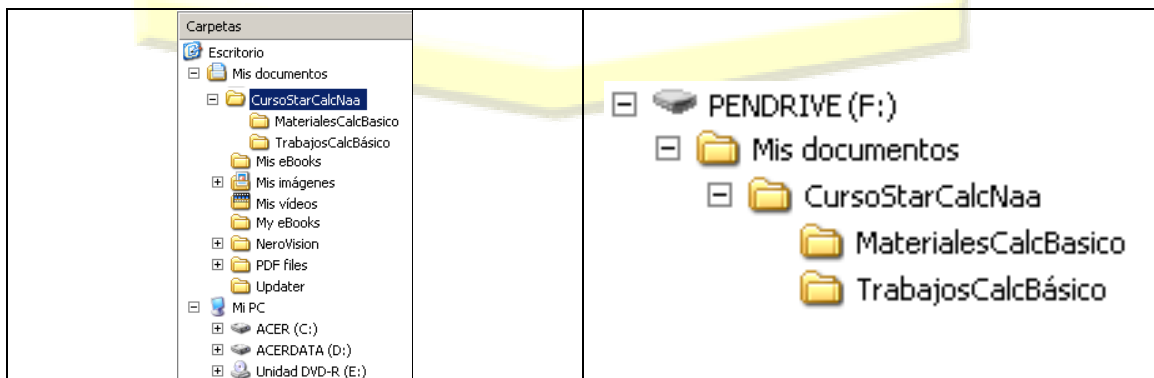 Carpetas
Escritorio
Mis documentos
CursoStarCalcNaa
MaterialesCalcBasico
TrabajosCalcBásico
Mis eBooks
Mis imágenes
Mis vídeos
My eBooks
NeroVision
PDF files
Updater
Mi PC
ACER (C:)
ACERDATA (D:)
Unidad DVD-R (E:)
PENDRIVE (F:)
Mis documentos
CursoStarCalcNaa
MaterialesCalcBasico
TrabajosCalcBásico